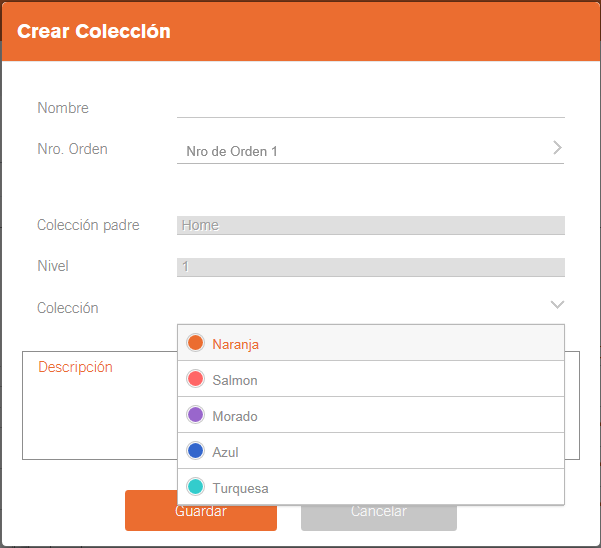 Crear Colección
Nombre
Nro. Orden
Nro de Orden 1
Colección padre
Home
Nivel
1
Colección
Naranja
Descripción
Salmon
Morado
Azul
Turquesa
Guardar
Cancelar